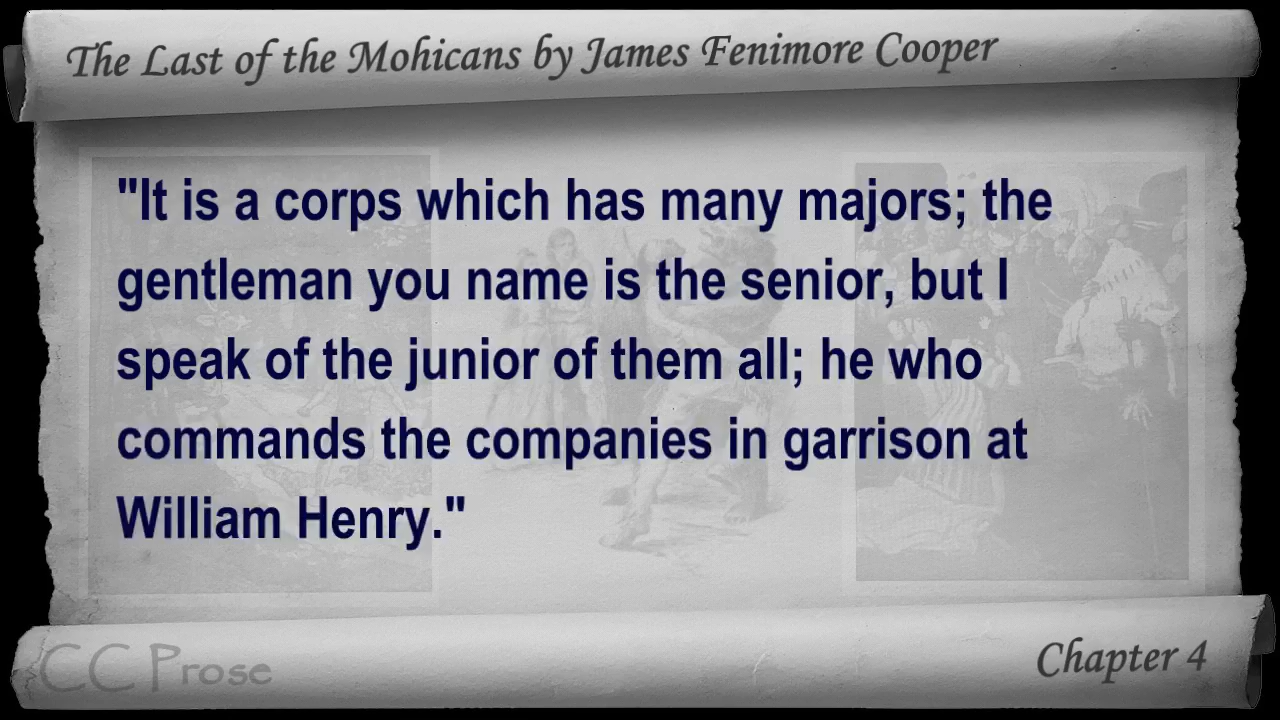 The Last of the Mohicans by James Fenimore Cooper
"It is a corps which has many majors; the
gentleman you name is the senior, but I
speak of the junior of them all; he who
commands the companies in garrison at
William Henry."
CC Prose
Chapter 4